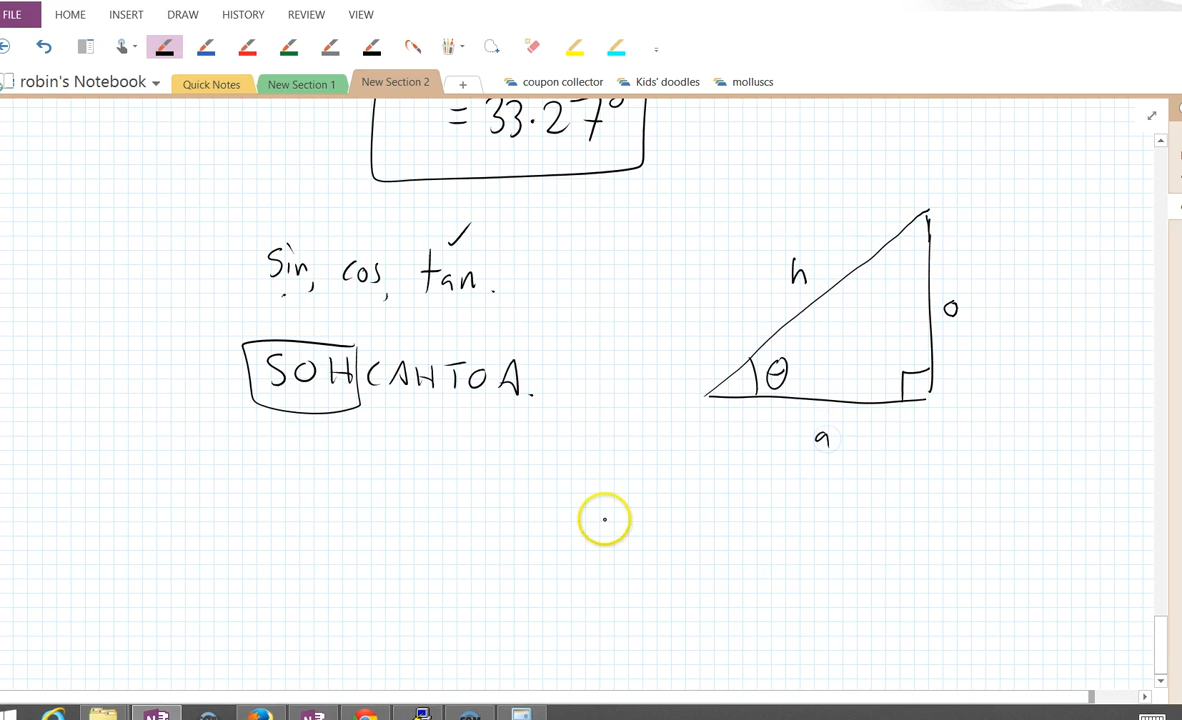 FILE HOME INSERT DRAW HISTORY REVIEW VIEW
robin's Notebook Quick Notes New Section 1 New Section 2 + coupon collector Kids' doodles molluscs
= 33.27°
Sin, cos, tan. ✓
h
o
SOHCAHTOA.
θ
a